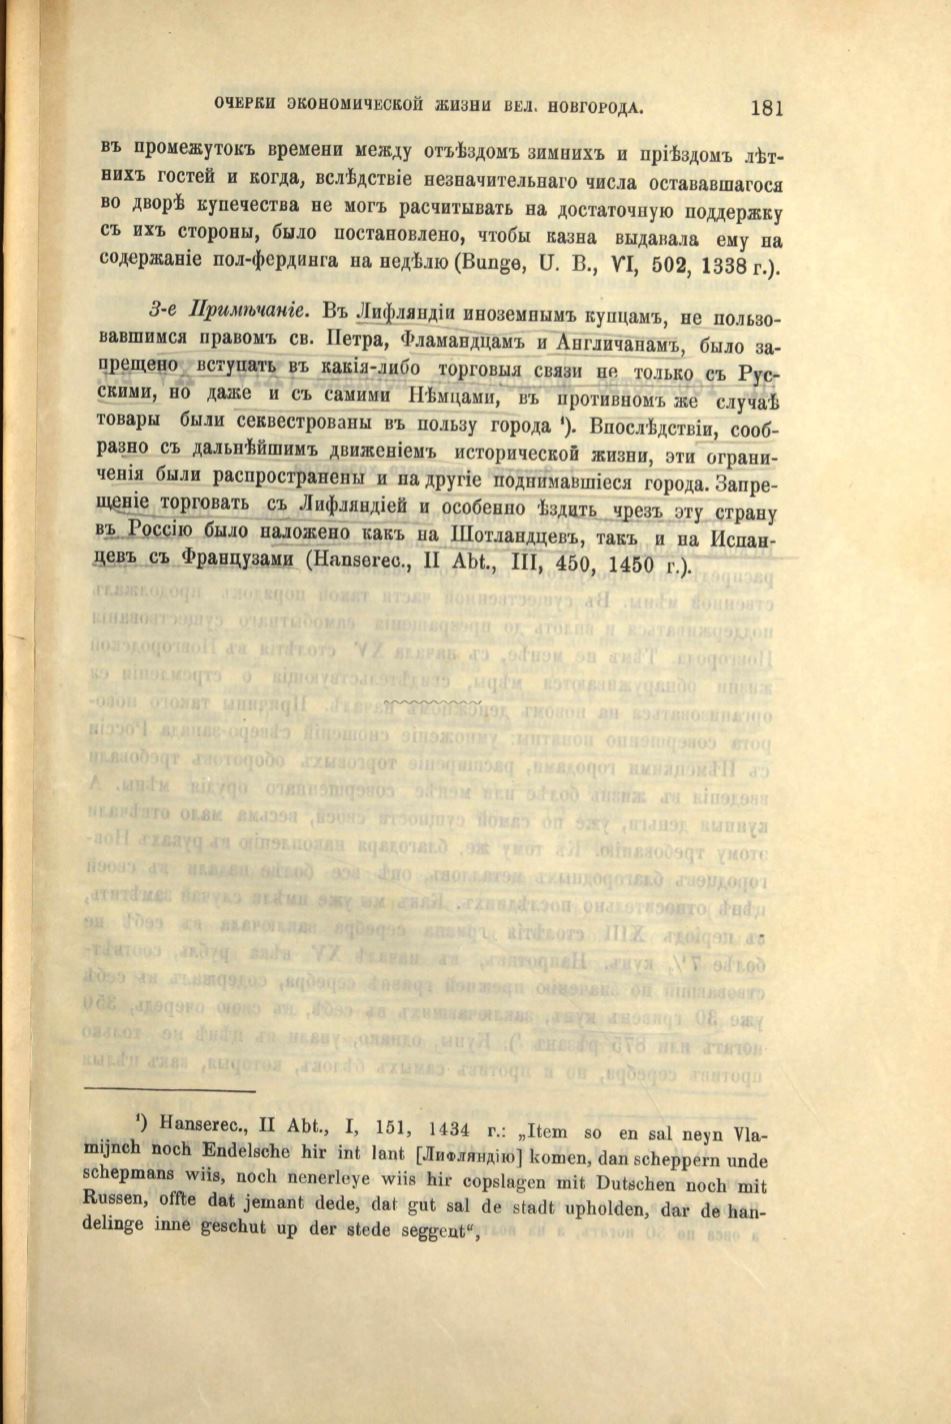 ОЧЕРКИ ЭКОНОМИЧЕСКОЙ ЖИЗНИ ВЕЛ. НОВГОРОДА. 181
въ промежутокъ времени между отъѣздомъ зимнихъ и пріѣздомъ лѣт-
нихъ гостей и когда, вслѣдствіе незначительнаго числа остававшагося
во дворѣ купечества не могъ расчитывать на достаточную поддержку
съ ихъ стороны, было постановлено, чтобы казна выдавала ему на
содержаніе пол-фердинга на недѣлю (Bunge, U. B., VI, 502, 1338 г.).
3-е Примѣчаніе. Въ Лифляндіи иноземнымъ купцамъ, не пользо-
вавшимся правомъ св. Петра, Фламандцамъ и Англичанамъ, было за-
прещено вступать въ какія-либо торговыя связи не только съ Рус-
скими, но даже и съ самими Нѣмцами, въ противномъ же случаѣ
товары были секвестрованы въ пользу города ¹). Впослѣдствіи, сооб-
разно съ дальнѣйшимъ движеніемъ исторической жизни, эти ограни-
ченія были распространены и на другіе поднимавшіеся города. Запре-
щеніе торговать съ Лифляндіей и особенно ѣздить чрезъ эту страну
въ Россію было наложено какъ на Шотландцевъ, такъ и на Испан-
цевъ съ Французами (Hanserec., II Abt., III, 450, 1450 г.).
¹) Hanserec., II Abt., I, 151, 1434 г.: „Item so en sal neyn Vla-
mijnch noch Endelsche hir int lant [Лифляндію] komen, dan scheppern unde
schepmans wiis, noch nenerleye wiis hir copslagen mit Dutschen noch mit
Russen, offte dat jemant dede, dat gut sal de stadt upholden, dar de han-
delinge inne geschut up der stede seggent“,